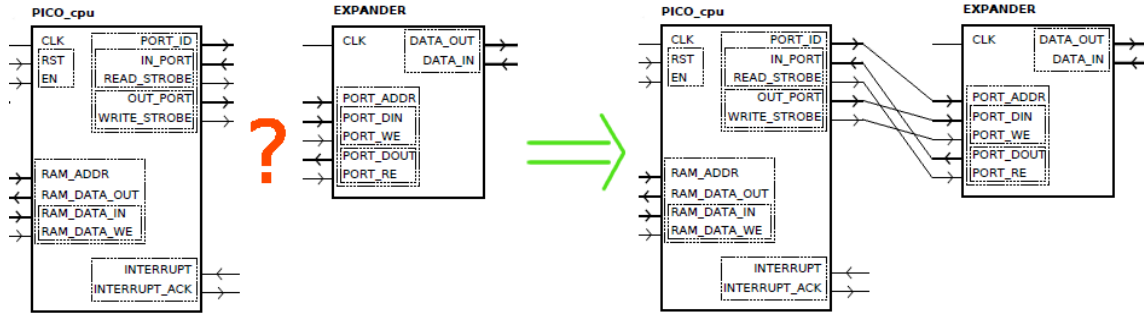 PICO_cpu
CLK
RST
EN
PORT_ID
IN_PORT
READ_STROBE
OUT_PORT
WRITE_STROBE
RAM_ADDR
RAM_DATA_OUT
RAM_DATA_IN
RAM_DATA_WE
INTERRUPT
INTERRUPT_ACK
?
EXPANDER
CLK
DATA_OUT
DATA_IN
PORT_ADDR
PORT_DIN
PORT_WE
PORT_DOUT
PORT_RE
PICO_cpu
CLK
RST
EN
PORT_ID
IN_PORT
READ_STROBE
OUT_PORT
WRITE_STROBE
RAM_ADDR
RAM_DATA_OUT
RAM_DATA_IN
RAM_DATA_WE
INTERRUPT
INTERRUPT_ACK
EXPANDER
CLK
DATA_OUT
DATA_IN
PORT_ADDR
PORT_DIN
PORT_WE
PORT_DOUT
PORT_RE